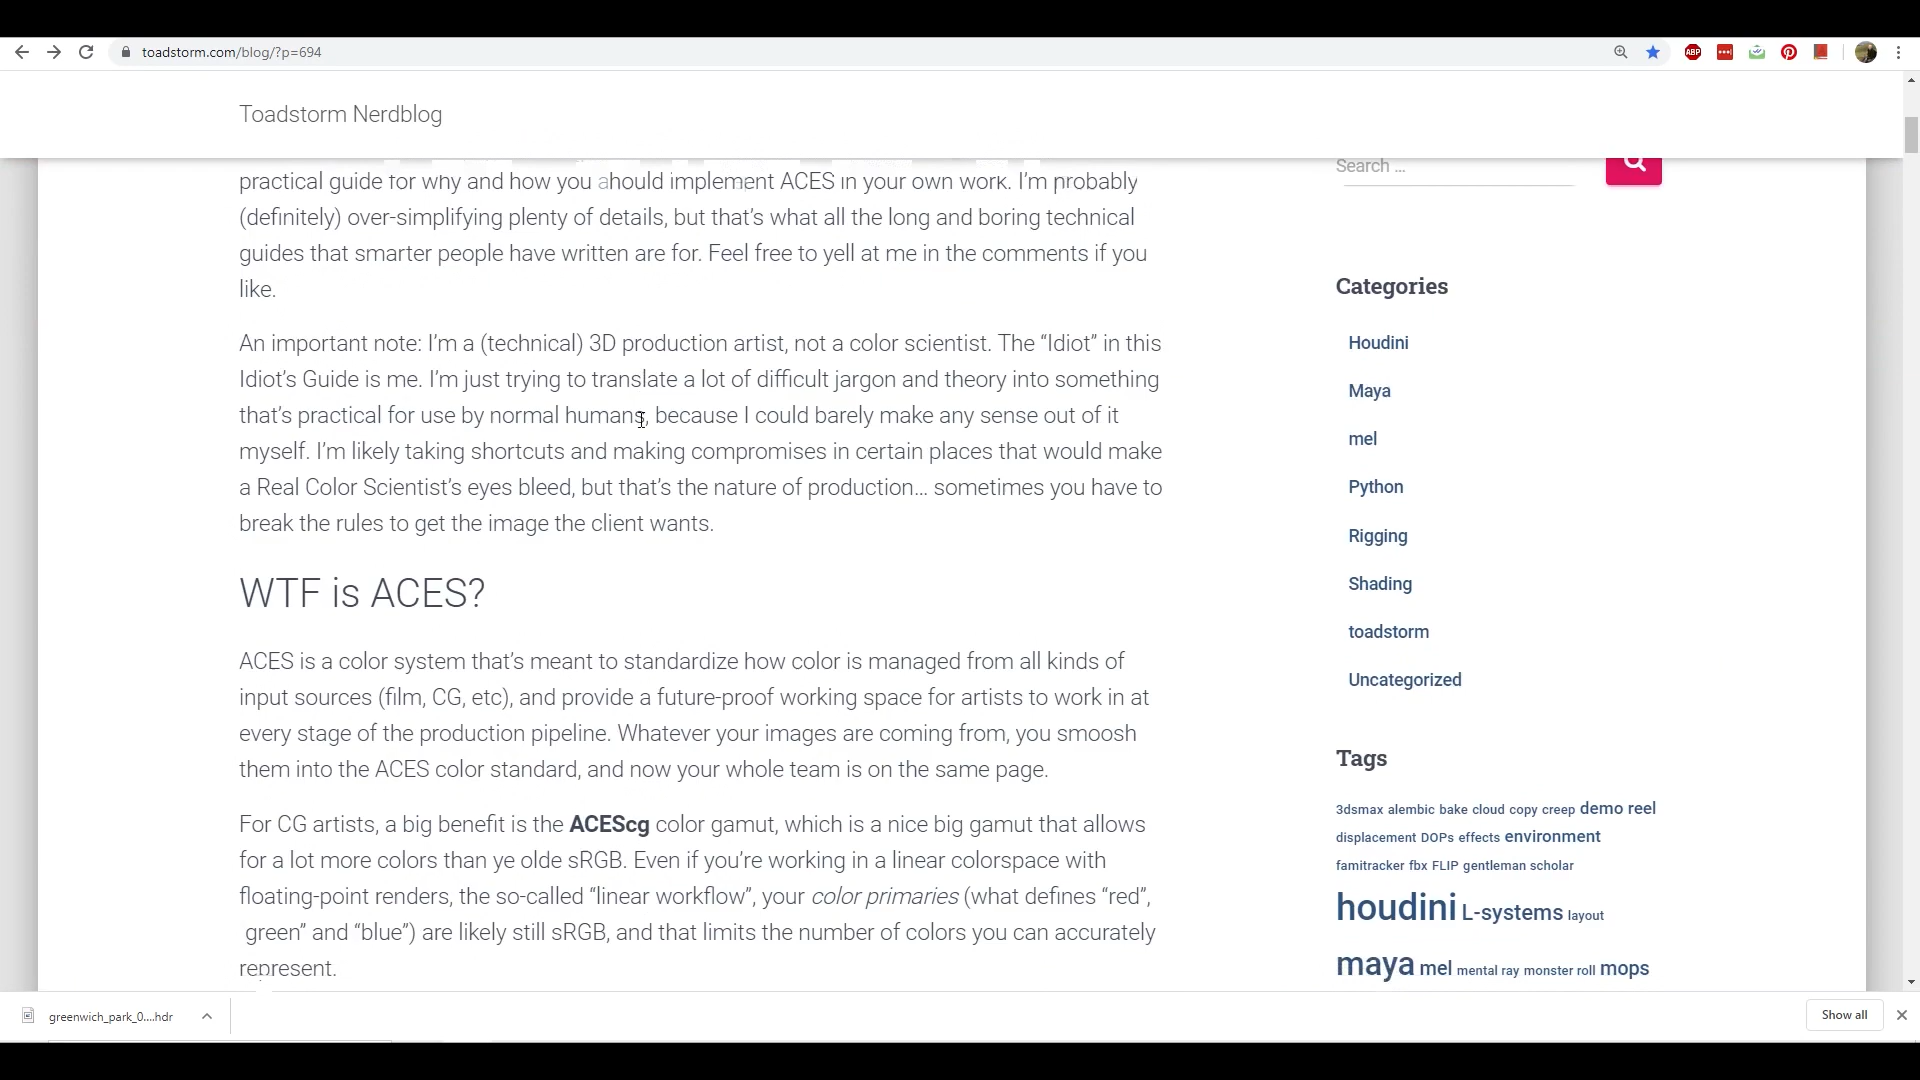 toadstorm.com/blog/?p=694
ABP
Toadstorm Nerdblog
Search ...
practical guide for why and how you ahould implement ACES in your own work. I'm probably
(definitely) over-simplifying plenty of details, but that's what all the long and boring technical
guides that smarter people have written are for. Feel free to yell at me in the comments if you
like.
An important note: I'm a (technical) 3D production artist, not a color scientist. The “Idiot” in this
Idiot's Guide is me. I'm just trying to translate a lot of difficult jargon and theory into something
that's practical for use by normal humans, because I could barely make any sense out of it
myself. I'm likely taking shortcuts and making compromises in certain places that would make
a Real Color Scientist's eyes bleed, but that's the nature of production… sometimes you have to
break the rules to get the image the client wants.
WTF is ACES?
ACES is a color system that's meant to standardize how color is managed from all kinds of
input sources (film, CG, etc), and provide a future-proof working space for artists to work in at
every stage of the production pipeline. Whatever your images are coming from, you smoosh
them into the ACES color standard, and now your whole team is on the same page.
For CG artists, a big benefit is the ACEScg color gamut, which is a nice big gamut that allows
for a lot more colors than ye olde sRGB. Even if you're working in a linear colorspace with
floating-point renders, the so-called “linear workflow”, your color primaries (what defines “red”,
green” and “blue”) are likely still sRGB, and that limits the number of colors you can accurately
represent.
Categories
Houdini
Maya
mel
Python
Rigging
Shading
toadstorm
Uncategorized
Tags
3dsmax alembic bake cloud copy creep demo reel
displacement DOPs effects environment
famitracker fbx FLIP gentleman scholar
houdini L-systems layout
maya mel mental ray monster roll mops
greenwich_park_0....hdr
Show all